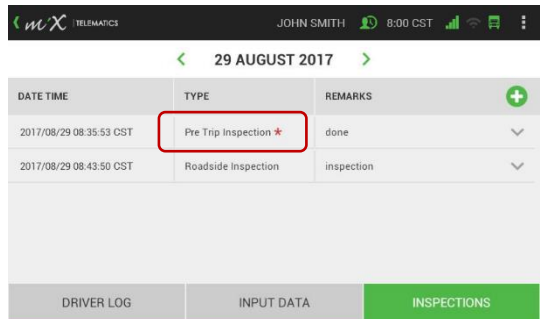 miX TELEMATICS JOHN SMITH 8:00 CST
29 AUGUST 2017
DATE TIME TYPE REMARKS
2017/08/29 08:35:53 CST Pre Trip Inspection * done
2017/08/29 08:43:50 CST Roadside Inspection inspection
DRIVER LOG INPUT DATA INSPECTIONS